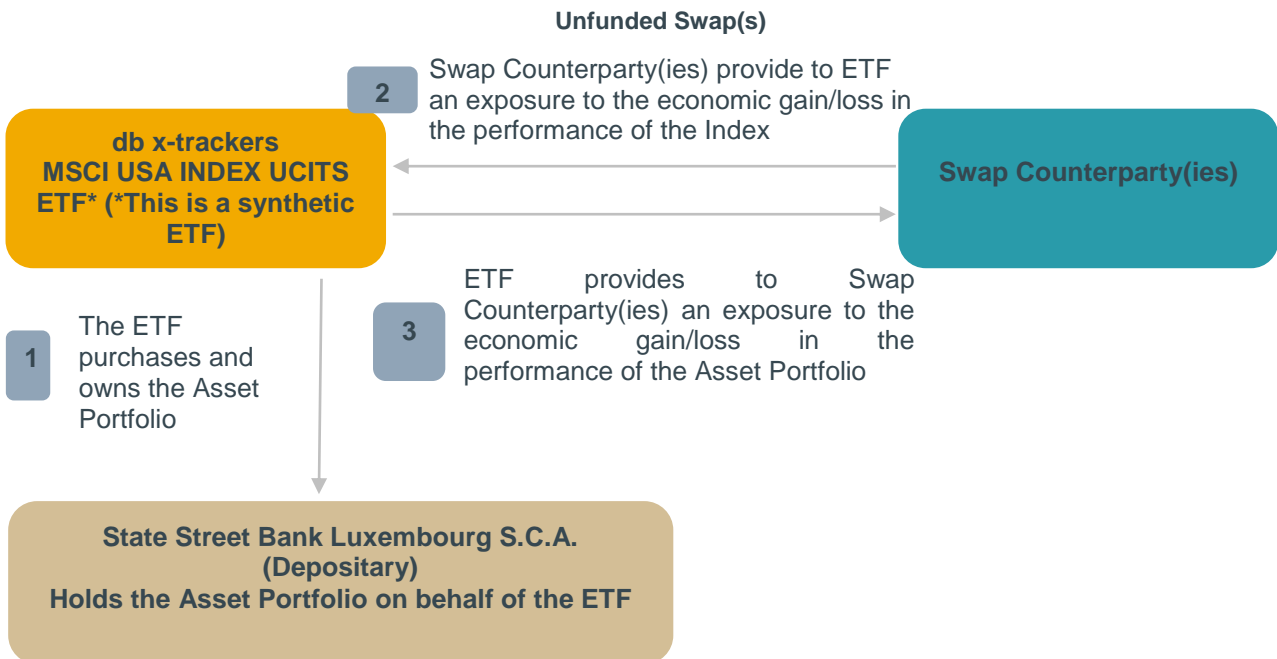 Unfunded Swap(s)
2
Swap Counterparty(ies) provide to ETF
an exposure to the economic gain/loss in
the performance of the Index
db x-trackers
MSCI USA INDEX UCITS
ETF* (*This is a synthetic
ETF)
Swap Counterparty(ies)
1
The ETF
purchases and
owns the Asset
Portfolio
3
ETF provides to Swap
Counterparty(ies) an exposure to the
economic gain/loss in the
performance of the Asset Portfolio
State Street Bank Luxembourg S.C.A.
(Depositary)
Holds the Asset Portfolio on behalf of the ETF